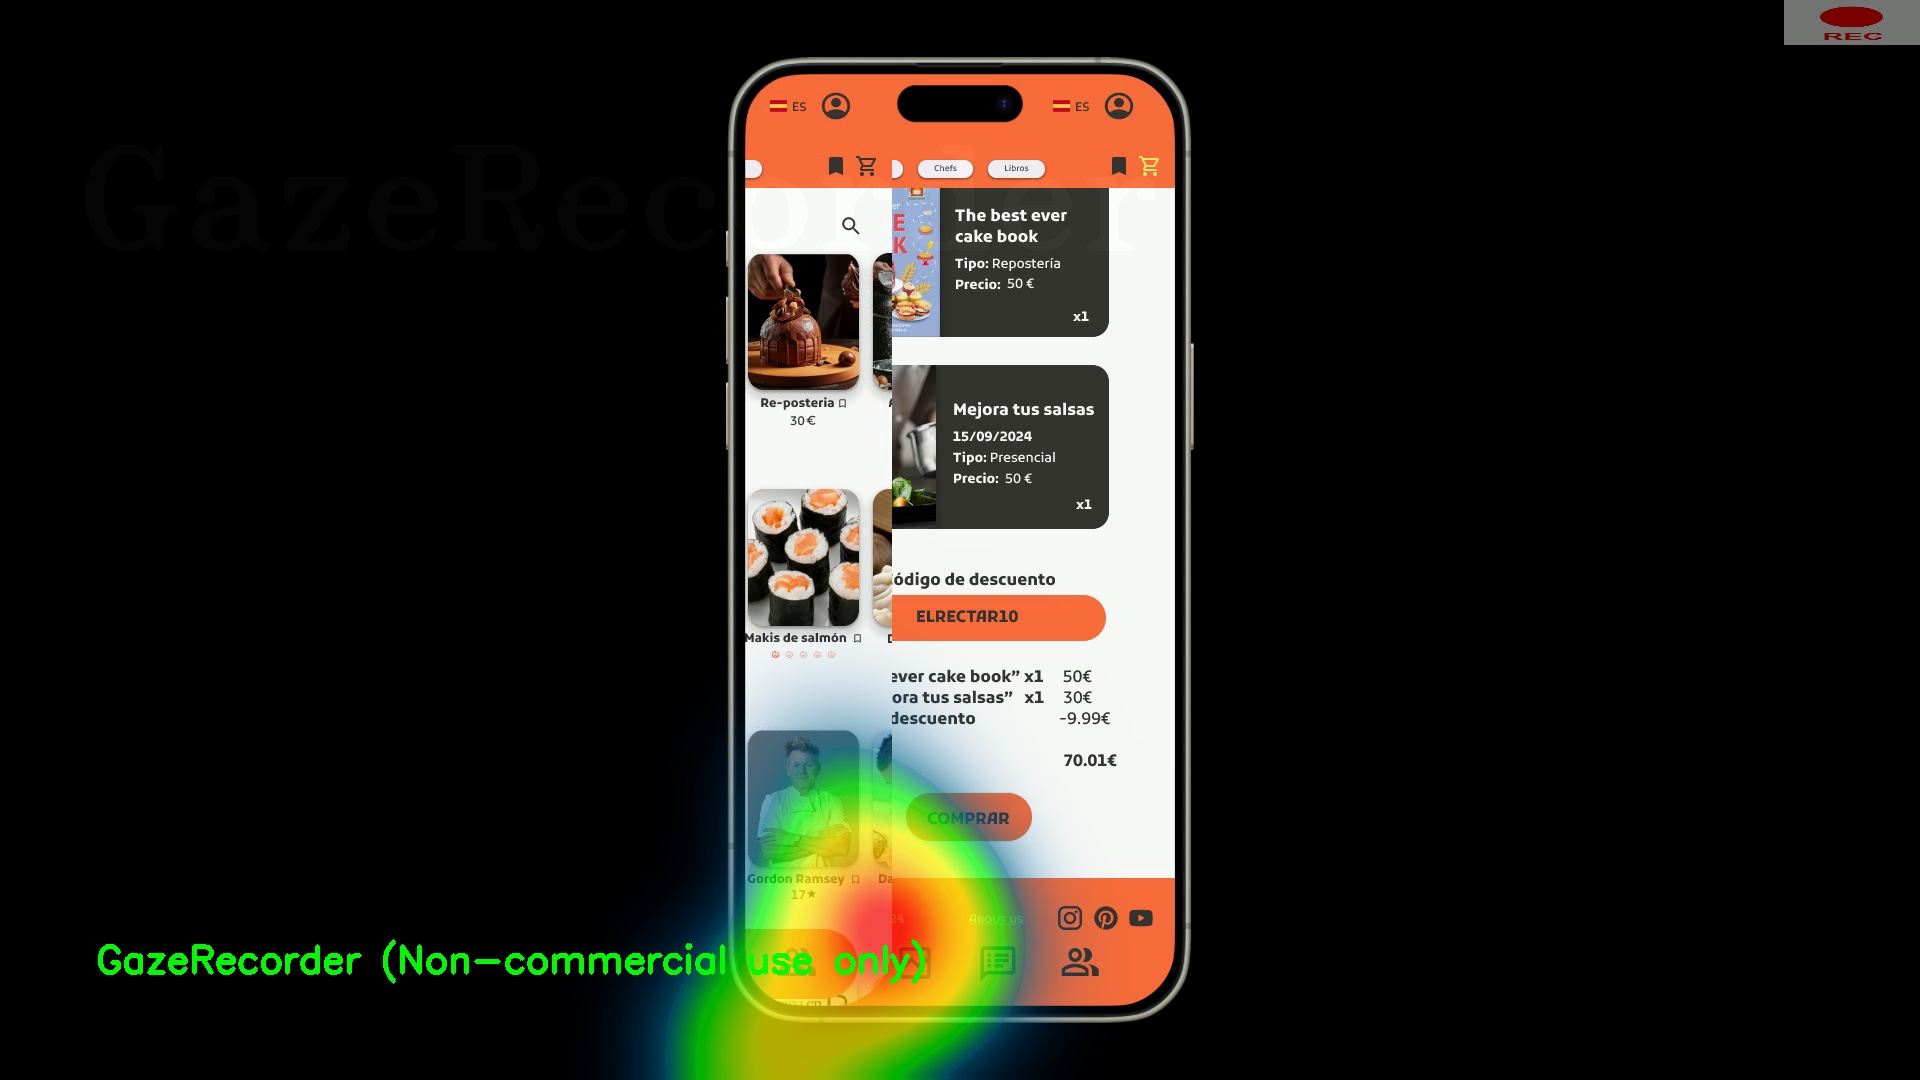 REC
GazeRecorder
ES
ES
Chefs
Libros
The best ever
cake book
Tipo: Repostería
Precio: 50 €
x1
Re-posteria
30€
Mejora tus salsas
15/09/2024
Tipo: Presencial
Precio: 50 €
x1
Makis de salmón
ódigo de descuento
ELRECTAR10
ever cake book” x1 50€
ora tus salsas” x1 30€
descuento -9.99€
70.01€
COMPRAR
Gordon Ramsey
Da
17★
24
About us
GazeRecorder (Non-commercial use only)